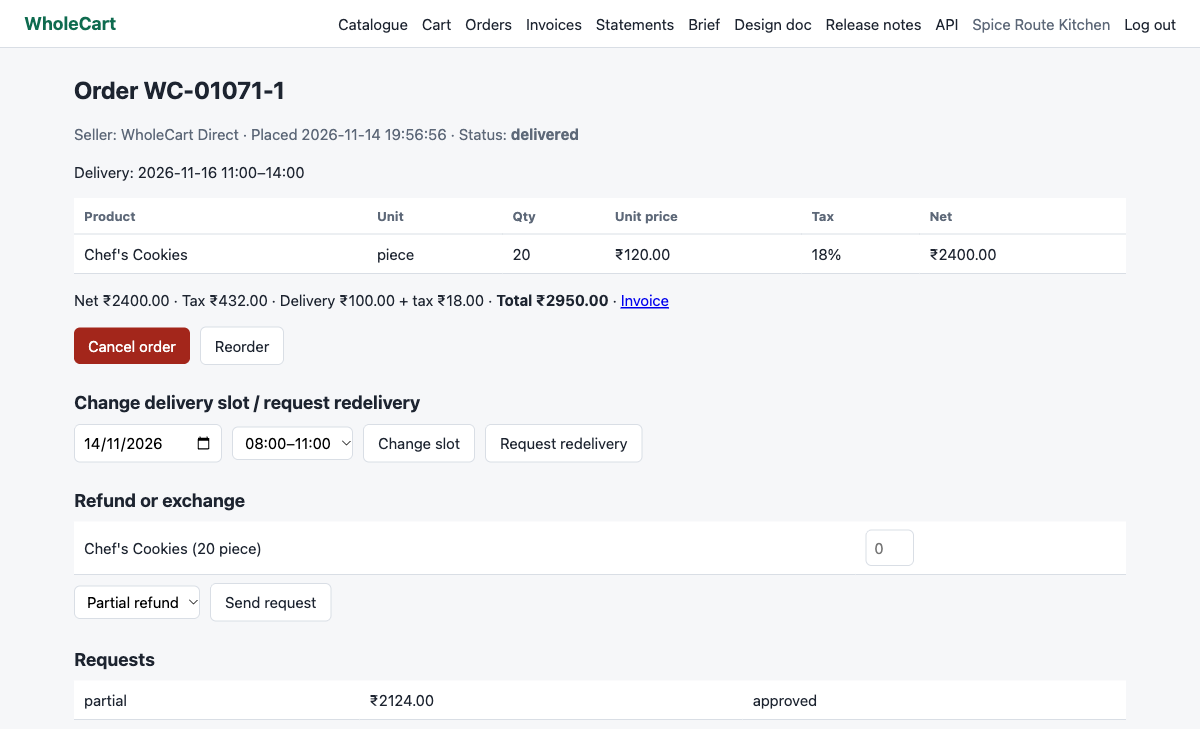 WholeCart Catalogue Cart Orders Invoices Statements Brief Design doc Release notes API Spice Route Kitchen Log out
Order WC-01071-1
Seller: WholeCart Direct · Placed 2026-11-14 19:56:56 · Status: delivered
Delivery: 2026-11-16 11:00–14:00
Product Unit Qty Unit price Tax Net
Chef's Cookies piece 20 ₹120.00 18% ₹2400.00
Net ₹2400.00 · Tax ₹432.00 · Delivery ₹100.00 + tax ₹18.00 · Total ₹2950.00 · Invoice
Cancel order Reorder
Change delivery slot / request redelivery
14/11/2026 08:00–11:00 Change slot Request redelivery
Refund or exchange
Chef's Cookies (20 piece) 0
Partial refund Send request
Requests
partial ₹2124.00 approved